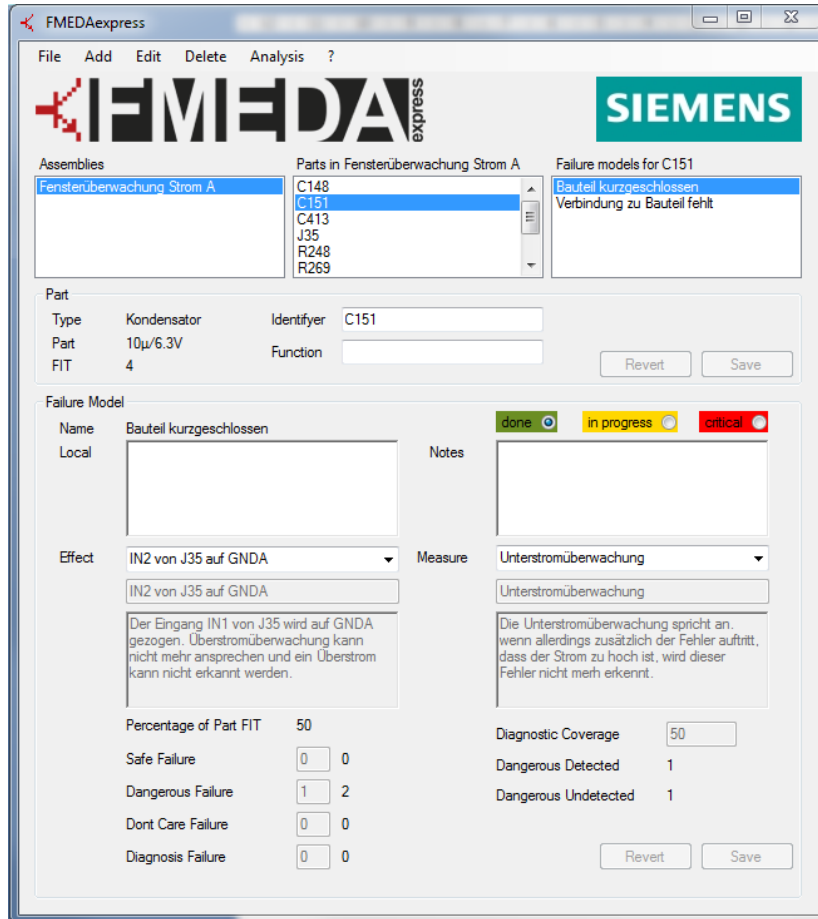 FMEDAexpress
File Add Edit Delete Analysis ?
FMEDA express
SIEMENS
Assemblies
Fensterüberwachung Strom A
Parts in Fensterüberwachung Strom A
C148
C151
C413
J35
R248
R269
Failure models for C151
Bauteil kurzgeschlossen
Verbindung zu Bauteil fehlt
Part
Type Kondensator
Part 10µ/6.3V
FIT 4
Identifyer C151
Function
Revert Save
Failure Model
Name Bauteil kurzgeschlossen
done in progress critical
Local
Notes
Effect IN2 von J35 auf GNDA
IN2 von J35 auf GNDA
Der Eingang IN1 von J35 wird auf GNDA
gezogen. Überstromüberwachung kann
nicht mehr ansprechen und ein Überstrom
kann nicht erkannt werden.
Measure Unterstromüberwachung
Unterstromüberwachung
Die Unterstromüberwachung spricht an.
wenn allerdings zusätzlich der Fehler auftritt,
dass der Strom zu hoch ist, wird dieser
Fehler nicht merh erkennt.
Percentage of Part FIT 50
Safe Failure 0 0
Dangerous Failure 1 2
Dont Care Failure 0 0
Diagnosis Failure 0 0
Diagnostic Coverage 50
Dangerous Detected 1
Dangerous Undetected 1
Revert Save